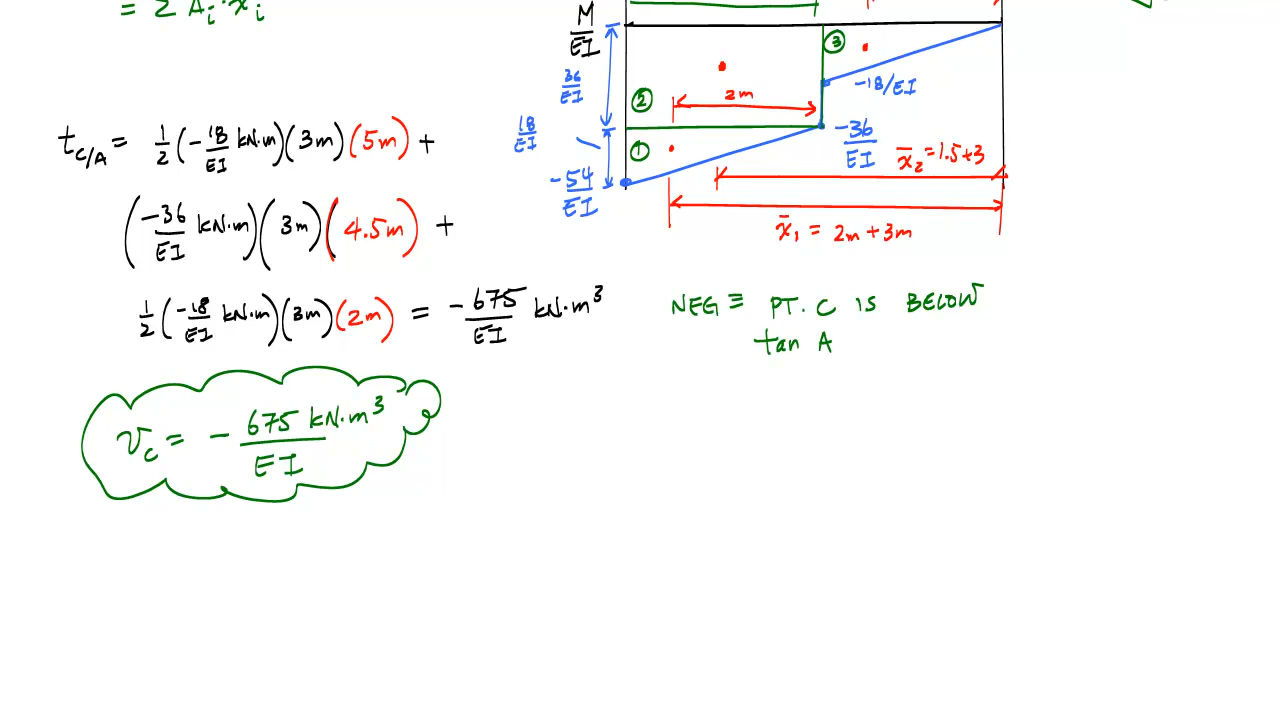 = Σ Aᵢ · x̄ᵢ
M/EI
36/EI
18/EI
-54/EI
①
②
③
2m
-18/EI
-36/EI
x̄₂ = 1.5+3
x̄₁ = 2m + 3m
t_C/A = 1/2 (-18/EI kN·m)(3m)(5m) +
(-36/EI kN·m)(3m)(4.5m) +
1/2 (-18/EI kN·m)(3m)(2m) = -675/EI kN·m³
NEG ≡ PT. C IS BELOW
tan A
v_c = - 675 kN·m³/EI